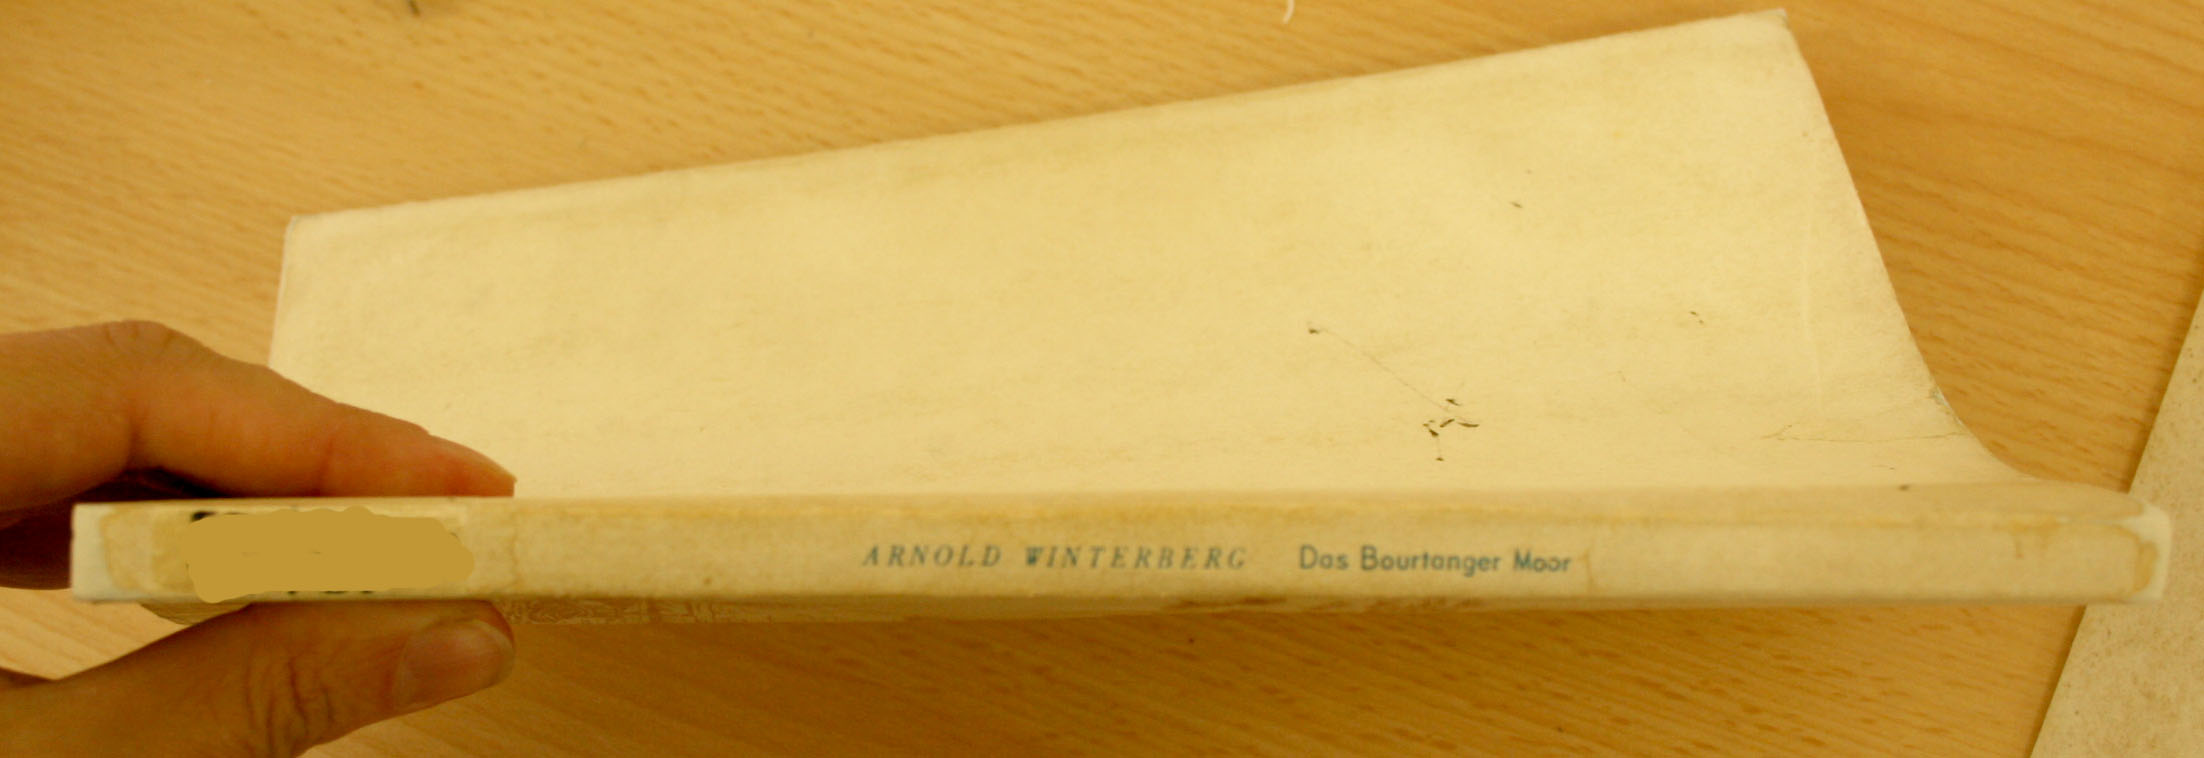 ARNOLD WINTERBERG Das Bourtanger Moor